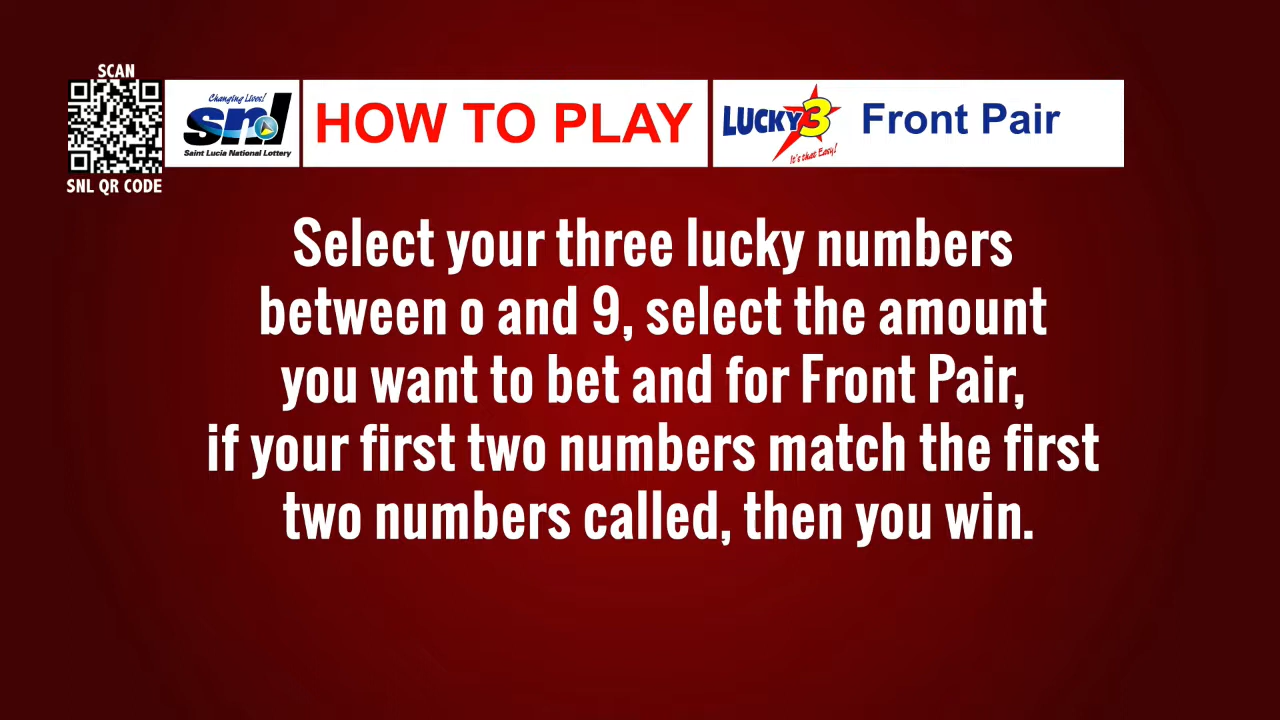 SCAN
SNL QR CODE
Changing Lives!
snl
Saint Lucia National Lottery
HOW TO PLAY
LUCKY 3
It's that Easy!
Front Pair
Select your three lucky numbers
between o and 9, select the amount
you want to bet and for Front Pair,
if your first two numbers match the first
two numbers called, then you win.